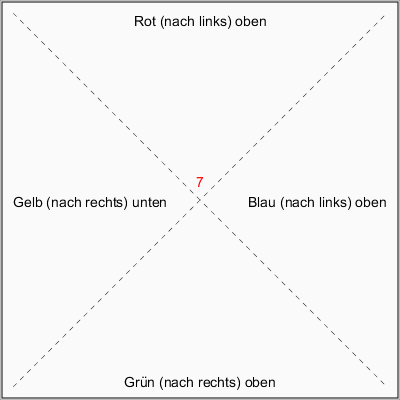 Rot (nach links) oben
7
Gelb (nach rechts) unten
Blau (nach links) oben
Grün (nach rechts) oben